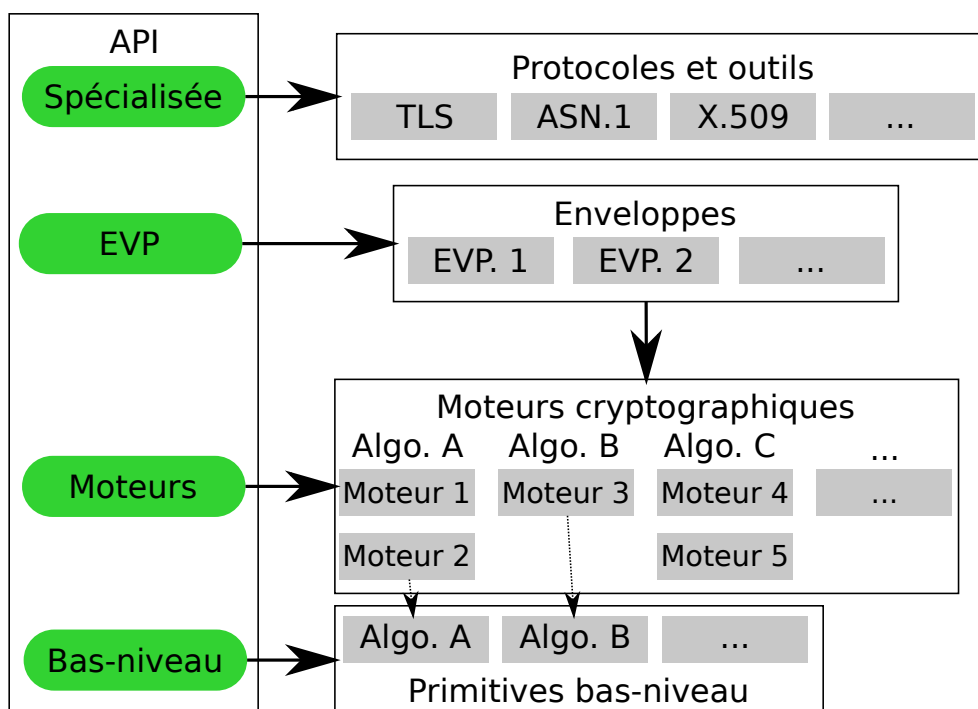 API
Spécialisée
Protocoles et outils
TLS ASN.1 X.509 ...
EVP
Enveloppes
EVP. 1 EVP. 2 ...
Moteurs cryptographiques
Algo. A Algo. B Algo. C ...
Moteurs
Moteur 1 Moteur 3 Moteur 4 ...
Moteur 2 Moteur 5
Bas-niveau
Algo. A Algo. B ...
Primitives bas-niveau